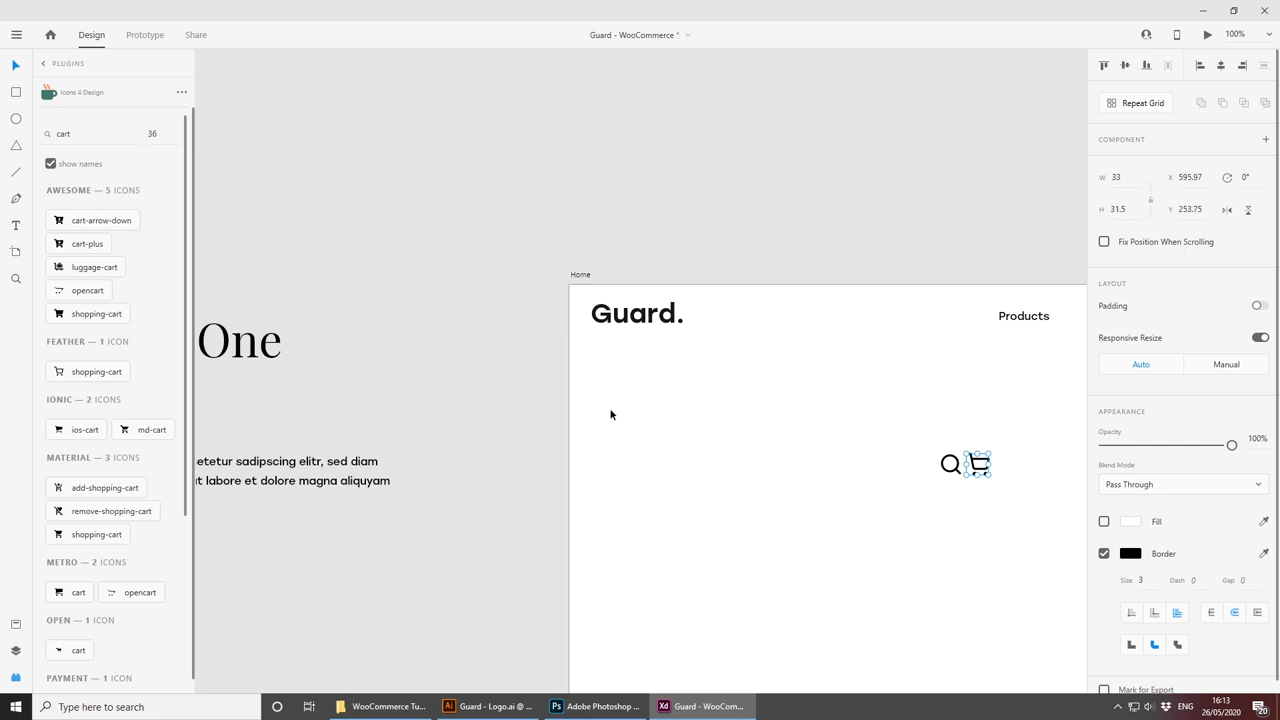 Design
Prototype
Share
Guard - WooCommerce *
100%
PLUGINS
Icons 4 Design
cart
36
show names
AWESOME — 5 ICONS
cart-arrow-down
cart-plus
luggage-cart
opencart
shopping-cart
FEATHER — 1 ICON
shopping-cart
IONIC — 2 ICONS
ios-cart
md-cart
MATERIAL — 3 ICONS
add-shopping-cart
remove-shopping-cart
shopping-cart
METRO — 2 ICONS
cart
opencart
OPEN — 1 ICON
cart
PAYMENT — 1 ICON
One
etetur sadipscing elitr, sed diam
t labore et dolore magna aliquyam
Home
Guard.
Products
Repeat Grid
COMPONENT
W 33
X 595.97
0°
H 31.5
Y 253.75
Fix Position When Scrolling
LAYOUT
Padding
Responsive Resize
Auto
Manual
APPEARANCE
Opacity
100%
Blend Mode
Pass Through
Fill
Border
Size 3
Dash 0
Gap 0
Mark for Export
Type here to search
WooCommerce Tu...
Guard - Logo.ai @ ...
Adobe Photoshop ...
Guard - WooCom...
ENG
16:13
26/05/2020
20